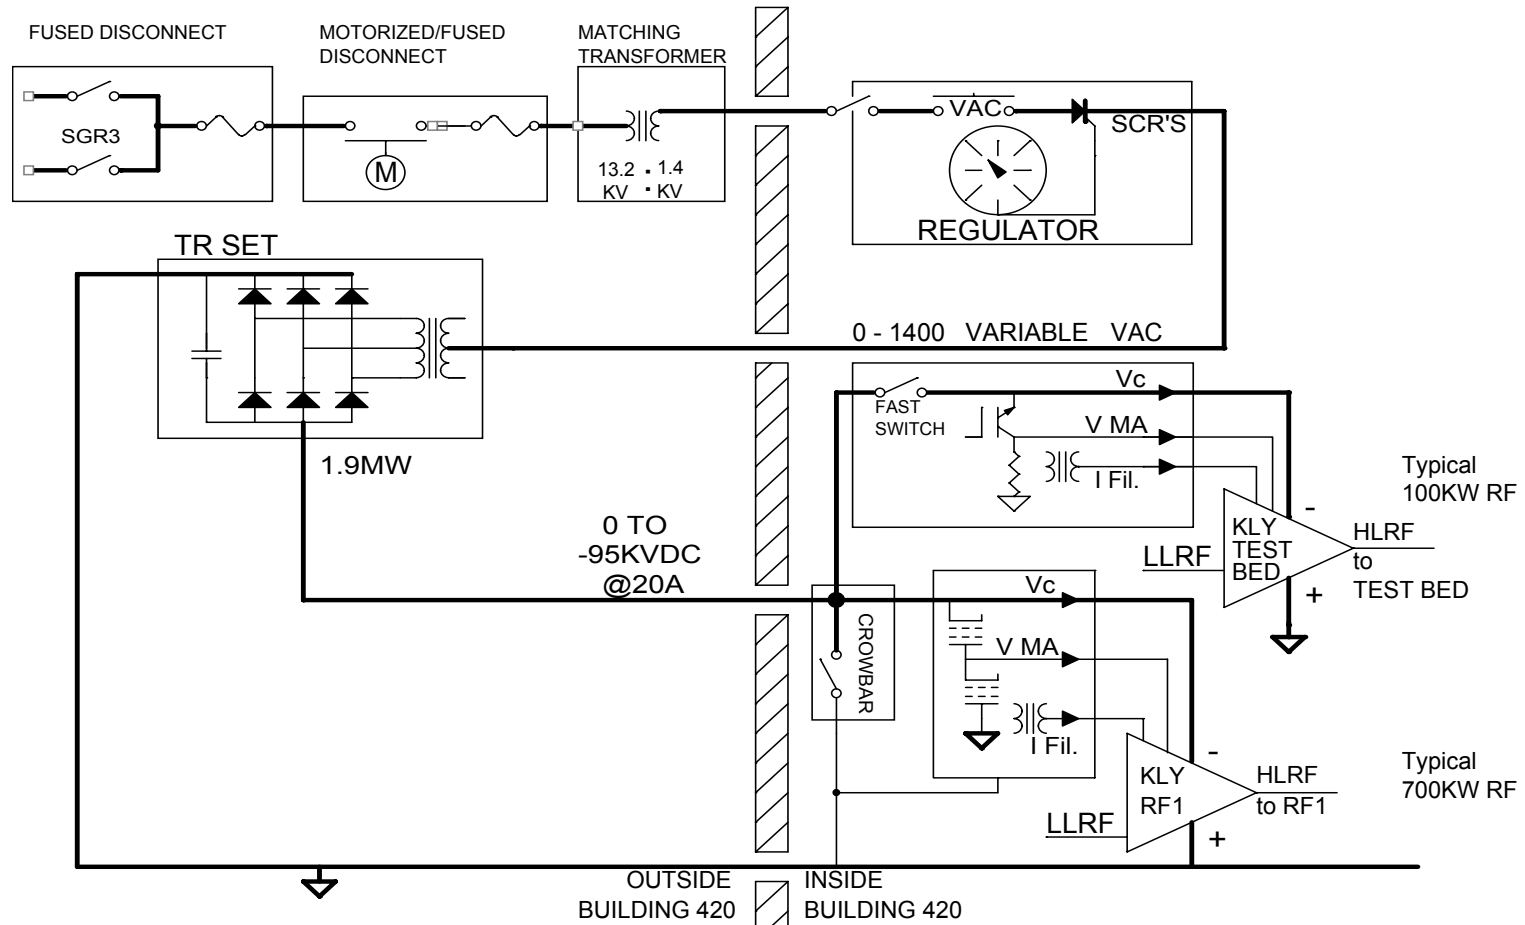 FUSED DISCONNECT
MOTORIZED/FUSED
DISCONNECT
MATCHING
TRANSFORMER
SGR3
M
13.2 : 1.4
KV KV
VAC
SCR'S
REGULATOR
TR SET
0 - 1400 VARIABLE VAC
1.9MW
Vc
FAST
SWITCH
V MA
I Fil.
Typical
100KW RF
-
KLY
TEST
BED
LLRF
+
HLRF
to
TEST BED
0 TO
-95KVDC
@20A
CROWBAR
Vc
V MA
I Fil.
-
KLY
RF1
LLRF
+
HLRF
to RF1
Typical
700KW RF
OUTSIDE
BUILDING 420
INSIDE
BUILDING 420